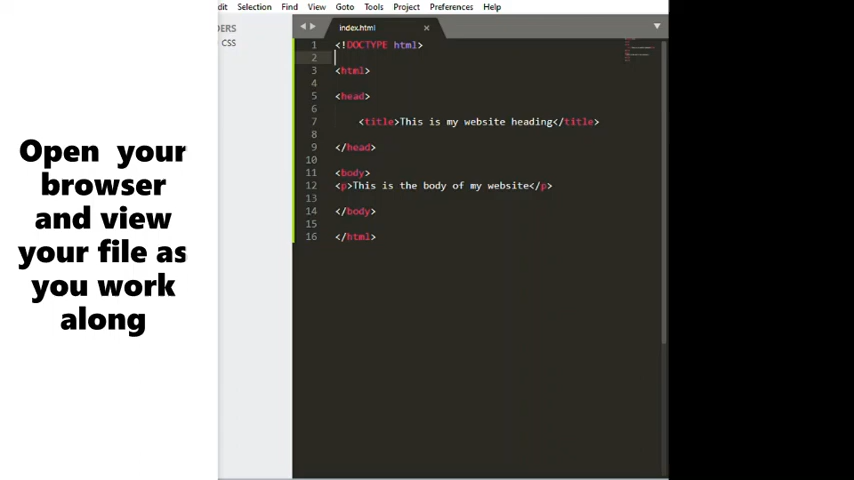 dit Selection Find View Goto Tools Project Preferences Help
DERS
CSS
index.html
Open your
browser
and view
your file as
you work
along
1 <!DOCTYPE html>
2
3 <html>
4
5 <head>
6
7 <title>This is my website heading</title>
8
9 </head>
10
11 <body>
12 <p>This is the body of my website</p>
13
14 </body>
15
16 </html>